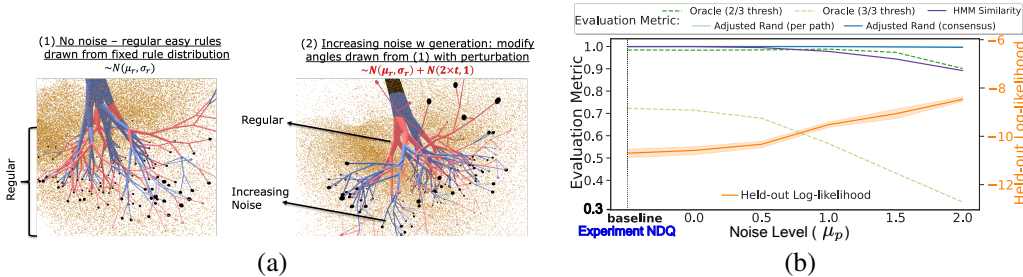 (1) No noise – regular easy rules
drawn from fixed rule distribution
~N(μr, σr)
Regular
(2) Increasing noise w generation: modify
angles drawn from (1) with perturbation
~N(μr, σr) + N(2×t, 1)
Regular
Increasing
Noise
(a)
Evaluation Metric:
Oracle (2/3 thresh)
Oracle (3/3 thresh)
HMM Similarity
Adjusted Rand (per path)
Adjusted Rand (consensus)
Evaluation Metric
1.0
0.9
0.8
0.7
0.6
0.5
0.4
0.3
Held-out Log-likelihood
−6
−8
−10
−12
Held-out Log-likelihood
baseline
0.0
0.5
1.0
1.5
2.0
Experiment NDQ
Noise Level ( μp)
(b)